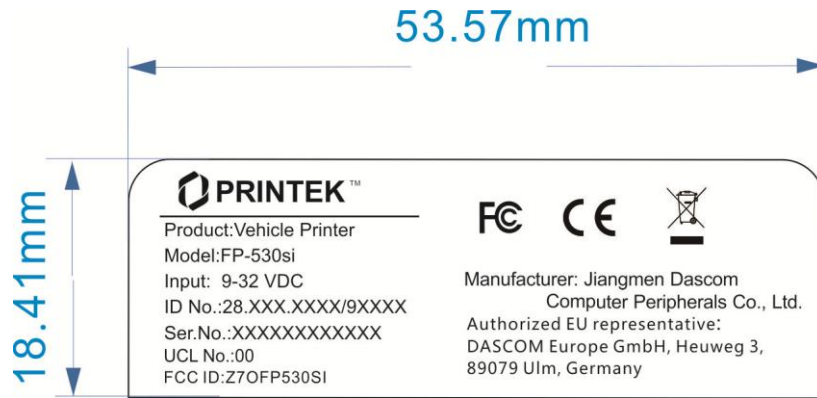 53.57mm
18.41mm
PRINTEK™
Product:Vehicle Printer
Model:FP-530si
Input: 9-32 VDC
ID No.:28.XXX.XXXX/9XXXX
Ser.No.:XXXXXXXXXXXX
UCL No.:00
FCC ID:Z7OFP530SI
FC CE
Manufacturer: Jiangmen Dascom
Computer Peripherals Co., Ltd.
Authorized EU representative:
DASCOM Europe GmbH, Heuweg 3,
89079 Ulm, Germany